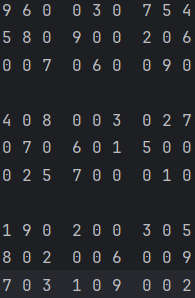 9 6 0  0 3 0  7 5 4
5 8 0  9 0 0  2 0 6
0 0 7  0 6 0  0 9 0

4 0 8  0 0 3  0 2 7
0 7 0  6 0 1  5 0 0
0 2 5  7 0 0  0 1 0

1 9 0  2 0 0  3 0 5
8 0 2  0 0 6  0 0 9
7 0 3  1 0 9  0 0 2